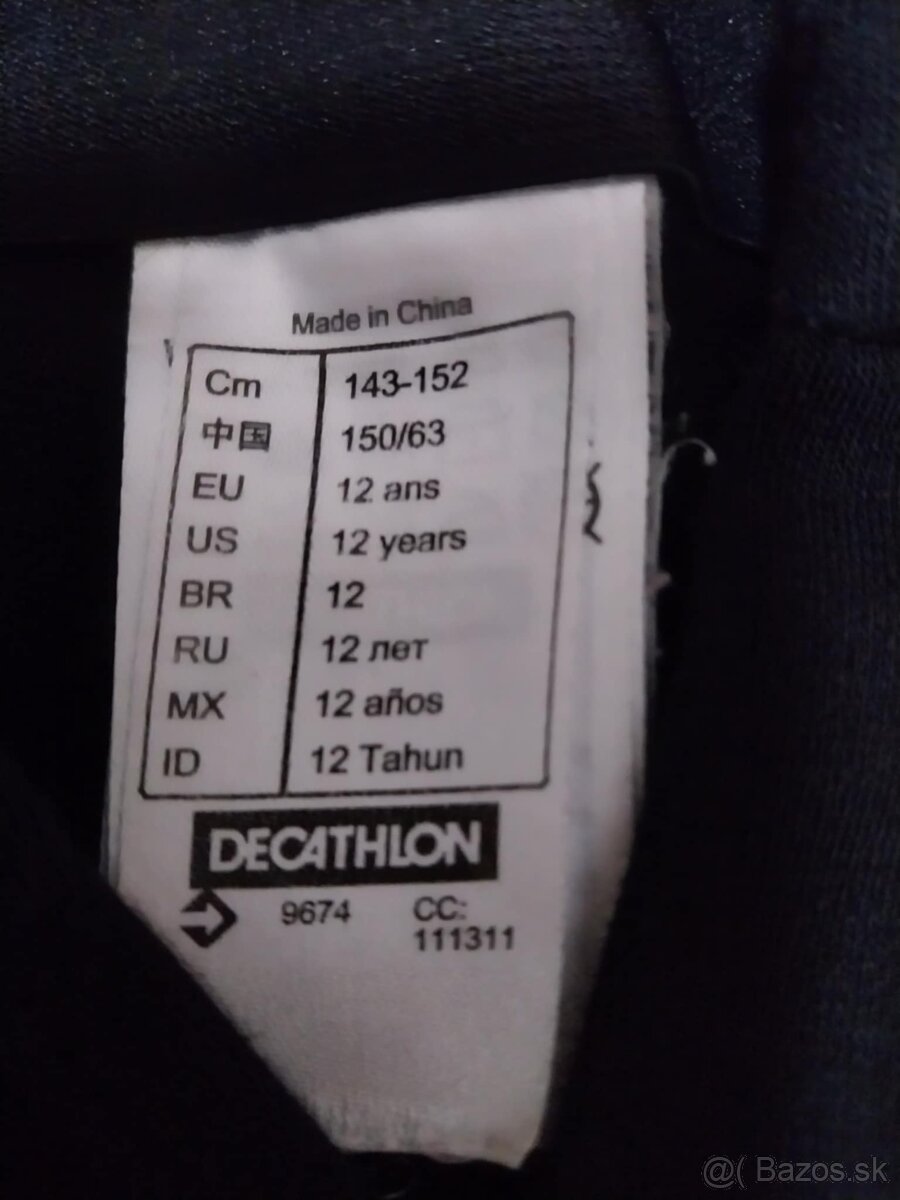 Made in China
Cm 143-152
中国 150/63
EU 12 ans
US 12 years
BR 12
RU 12 лет
MX 12 años
ID 12 Tahun
DECATHLON
9674 CC:
111311
@( Bazos.sk